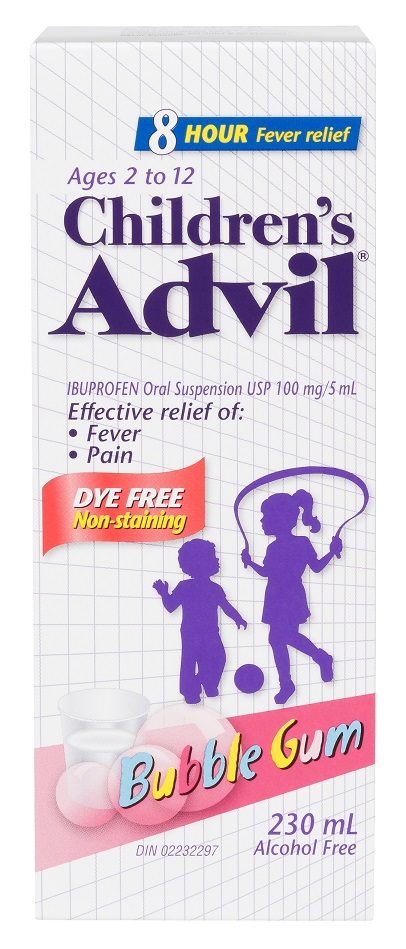 8 HOUR Fever relief
Ages 2 to 12
Children's
Advil®
IBUPROFEN Oral Suspension USP 100 mg/5 mL
Effective relief of:
• Fever
• Pain
DYE FREE
Non-staining
Bubble Gum
230 mL
DIN 02232297
Alcohol Free